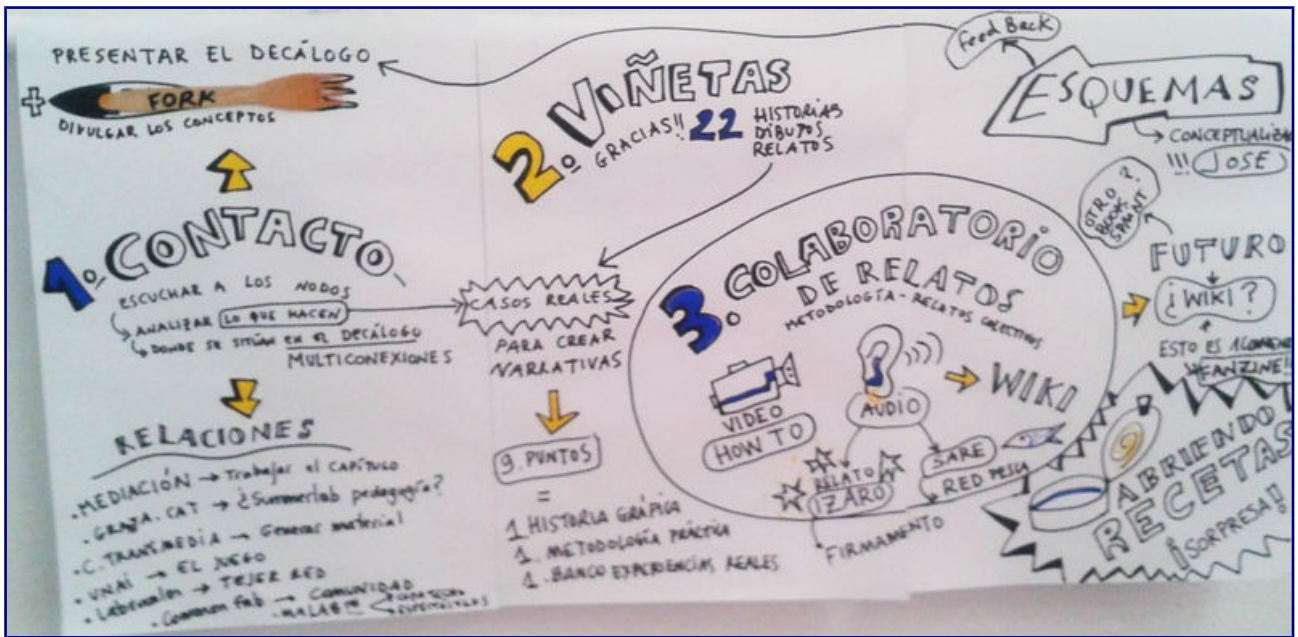 PRESENTAR EL DECÁLOGO
+ FORK
DIVULGAR LOS CONCEPTOS
1º CONTACTO
ESCUCHAR A LOS NODOS
ANALIZAR LO QUE HACEN
DONDE SE SITÚAN EN EL DECÁLOGO
MULTICONEXIONES
RELACIONES
. MEDIACIÓN → Trabajar el CAPÍTULO
. GRAJA.CAT → ¿Summerlab pedagogía?
. C. TRANSMEDIA → Generar material
. UNAI → EL JUEGO
. → TEJER RED
. Common fab → COMUNIDAD
2º VIÑETAS
GRACIAS!! 22 HISTORIAS
DIBUJOS
RELATOS
CASOS REALES
PARA CREAR
NARRATIVAS
9 PUNTOS
=
1 HISTORIA GRÁFICA
1. METODOLOGÍA PRÁCTICA
1. BANCO EXPERIENCIAS REALES
3. COLABORATORIO
DE RELATOS
METODOLOGÍA - RELATOS COLECTIVOS
VIDEO
HOW TO
AUDIO
WIKI
RELATO
IZARO
FIRMAMENTO
SARE
RED PESCA
Feed Back
ESQUEMAS
→ CONCEPTUALIZA
!!! JOSE
OTRO ?
BOOK
SPRINT
FUTURO
¿WIKI?
ESTO ES
FANZINE!!
ABRIENDO
RECETAS
¡SORPRESA!